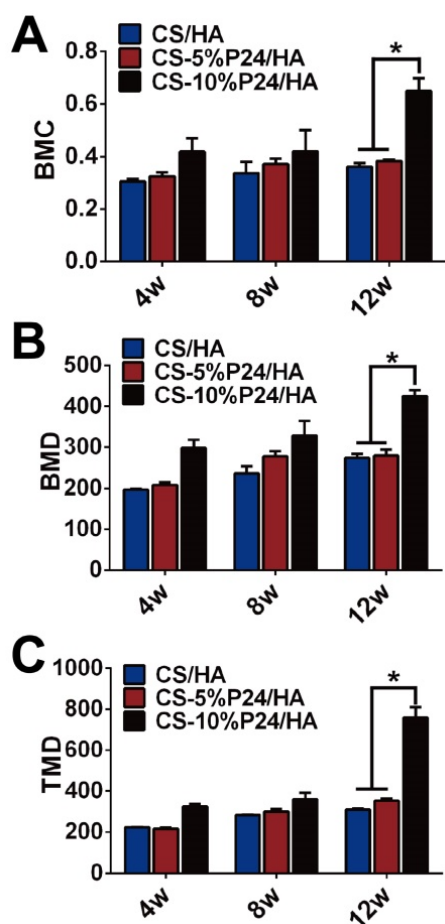 A
CS/HA
CS-5%P24/HA
CS-10%P24/HA
*
BMC
0.8
0.6
0.4
0.2
0.0
4w
8w
12w
B
CS/HA
CS-5%P24/HA
CS-10%P24/HA
*
BMD
500
400
300
200
100
0
4w
8w
12w
C
CS/HA
CS-5%P24/HA
CS-10%P24/HA
*
TMD
1000
800
600
400
200
0
4w
8w
12w